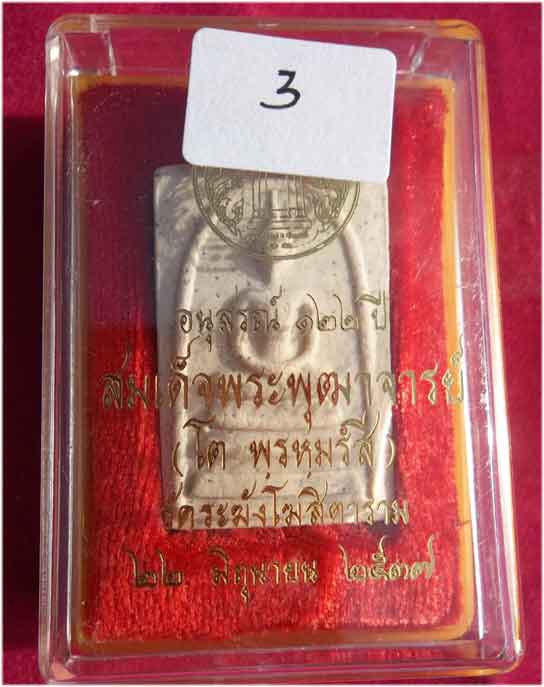 3
อนุสรณ์ ๑๒๒ ปี
สมเด็จพระพุฒาจารย์
(โต พรหมรังสี)
วัดระฆังโฆสิตาราม
๒๒ มิถุนายน ๒๕๓๗